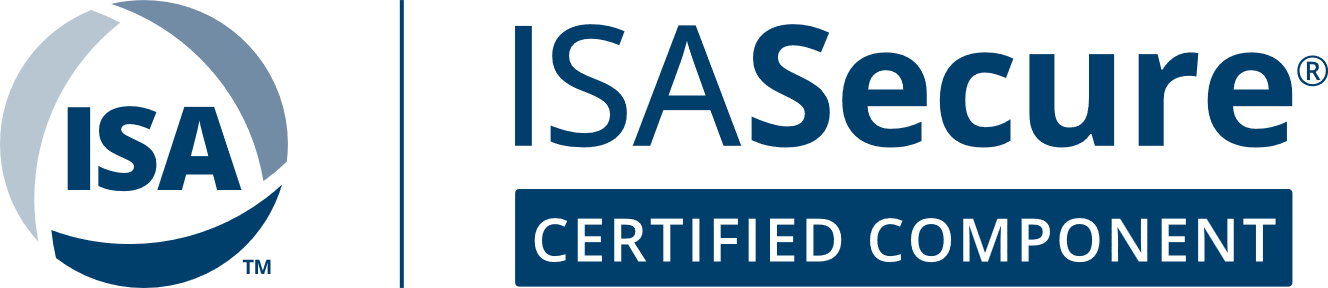 ISA
TM
ISASecure®
CERTIFIED COMPONENT